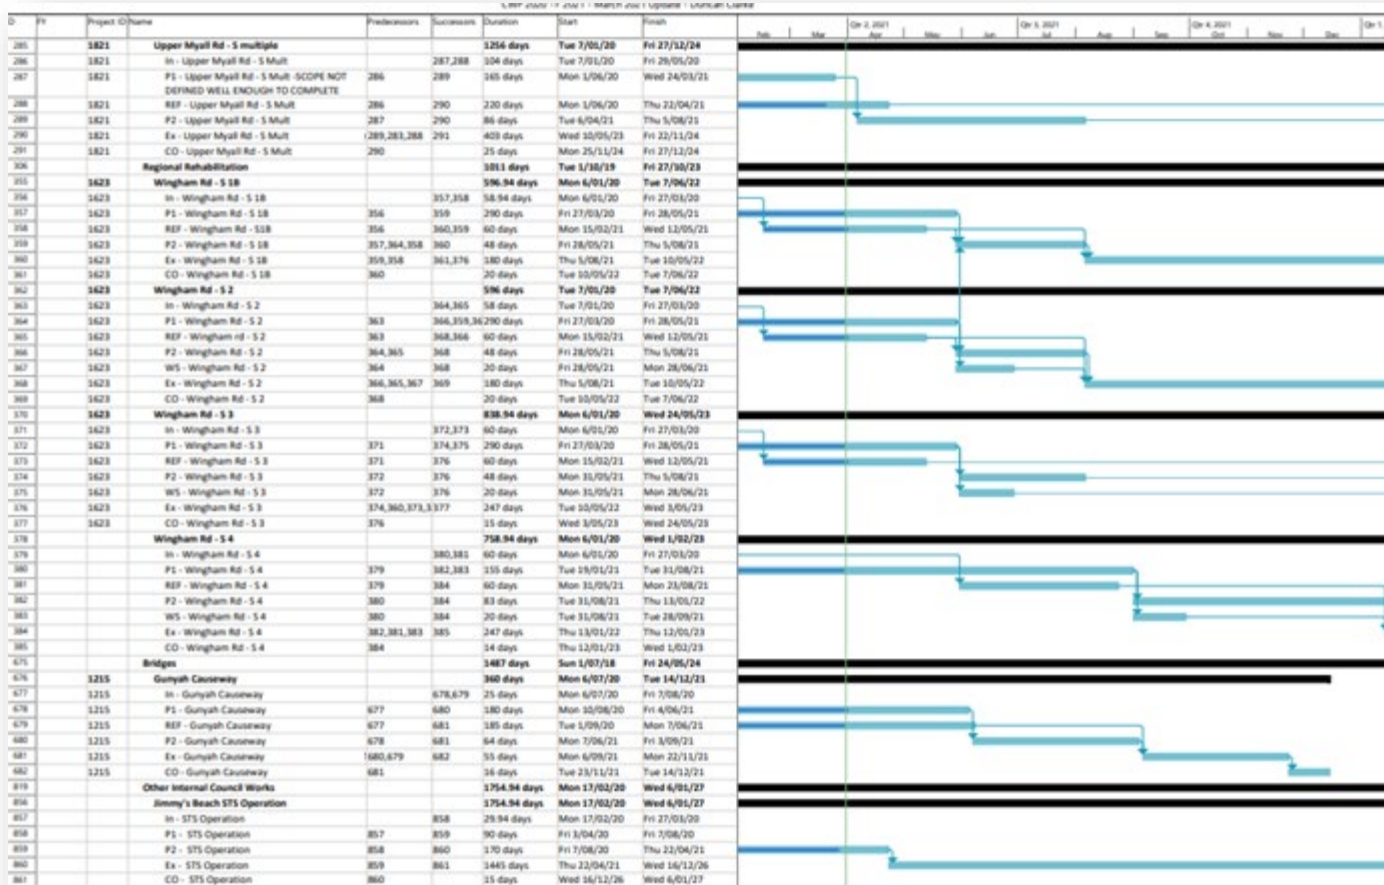 CWP 2020 - March 2021 Update - Duncan Clarke
ID FY Project ID Name Predecessors Successors Duration Start Finish Qtr 2, 2021 Qtr 3, 2021 Qtr 4, 2021 Qtr 1,
Feb Mar Apr May Jun Jul Aug Sep Oct Nov Dec
285 1821 Upper Myall Rd - S multiple 1256 days Tue 7/01/20 Fri 27/12/24
286 1821 In - Upper Myall Rd - S Mult 287,288 104 days Tue 7/01/20 Fri 29/05/20
287 1821 P1 - Upper Myall Rd - S Mult -SCOPE NOT 286 289 165 days Mon 1/06/20 Wed 24/03/21
DEFINED WELL ENOUGH TO COMPLETE
288 1821 REF - Upper Myall Rd - S Mult 286 290 220 days Mon 1/06/20 Thu 22/04/21
289 1821 P2 - Upper Myall Rd - S Mult 287 290 86 days Tue 6/04/21 Thu 5/08/21
290 1821 Ex - Upper Myall Rd - S Mult 289,283,288 291 403 days Wed 10/05/23 Fri 22/11/24
291 1821 CO - Upper Myall Rd - S Mult 290 25 days Mon 25/11/24 Fri 27/12/24
306 Regional Rehabilitation 1011 days Tue 1/10/19 Fri 27/10/23
355 1623 Wingham Rd - S 1B 596.94 days Mon 6/01/20 Tue 7/06/22
356 1623 In - Wingham Rd - S 1B 357,358 58.94 days Mon 6/01/20 Fri 27/03/20
357 1623 P1 - Wingham Rd - S 1B 356 359 290 days Fri 27/03/20 Fri 28/05/21
358 1623 REF - Wingham Rd - S1B 356 360,359 60 days Mon 15/02/21 Wed 12/05/21
359 1623 P2 - Wingham Rd - S 1B 357,364,358 360 48 days Fri 28/05/21 Thu 5/08/21
360 1623 Ex - Wingham Rd - S 1B 359,358 361,376 180 days Thu 5/08/21 Tue 10/05/22
361 1623 CO - Wingham Rd - S 1B 360 20 days Tue 10/05/22 Tue 7/06/22
362 1623 Wingham Rd - S 2 596 days Tue 7/01/20 Tue 7/06/22
363 1623 In - Wingham Rd - S 2 364,365 58 days Tue 7/01/20 Fri 27/03/20
364 1623 P1 - Wingham Rd - S 2 363 366,359,36 290 days Fri 27/03/20 Fri 28/05/21
365 1623 REF - Wingham rd - S 2 363 368,366 60 days Mon 15/02/21 Wed 12/05/21
366 1623 P2 - Wingham Rd - S 2 364,365 368 48 days Fri 28/05/21 Thu 5/08/21
367 1623 WS - Wingham Rd - S 2 364 368 20 days Fri 28/05/21 Mon 28/06/21
368 1623 Ex - Wingham Rd - S 2 366,365,367 369 180 days Thu 5/08/21 Tue 10/05/22
369 1623 CO - Wingham Rd - S 2 368 20 days Tue 10/05/22 Tue 7/06/22
370 1623 Wingham Rd - S 3 838.94 days Mon 6/01/20 Wed 24/05/23
371 1623 In - Wingham Rd - S 3 372,373 60 days Mon 6/01/20 Fri 27/03/20
372 1623 P1 - Wingham Rd - S 3 371 374,375 290 days Fri 27/03/20 Fri 28/05/21
373 1623 REF - Wingham Rd - S 3 371 376 60 days Mon 15/02/21 Wed 12/05/21
374 1623 P2 - Wingham Rd - S 3 372 376 48 days Mon 31/05/21 Thu 5/08/21
375 1623 WS - Wingham Rd - S 3 372 376 20 days Mon 31/05/21 Mon 28/06/21
376 1623 Ex - Wingham Rd - S 3 374,360,373,3 377 247 days Tue 10/05/22 Wed 3/05/23
377 1623 CO - Wingham Rd - S 3 376 15 days Wed 3/05/23 Wed 24/05/23
378 Wingham Rd - S 4 758.94 days Mon 6/01/20 Wed 1/02/23
379 In - Wingham Rd - S 4 380,381 60 days Mon 6/01/20 Fri 27/03/20
380 P1 - Wingham Rd - S 4 379 382,383 155 days Tue 19/01/21 Tue 31/08/21
381 REF - Wingham Rd - S 4 379 384 60 days Mon 31/05/21 Mon 23/08/21
382 P2 - Wingham Rd - S 4 380 384 83 days Tue 31/08/21 Thu 13/01/22
383 WS - Wingham Rd - S 4 380 384 20 days Tue 31/08/21 Tue 28/09/21
384 Ex - Wingham Rd - S 4 382,381,383 385 247 days Thu 13/01/22 Thu 12/01/23
385 CO - Wingham Rd - S 4 384 14 days Thu 12/01/23 Wed 1/02/23
675 Bridges 1487 days Sun 1/07/18 Fri 24/05/24
676 1215 Gunyah Causeway 360 days Mon 6/07/20 Tue 14/12/21
677 1215 In - Gunyah Causeway 678,679 25 days Mon 6/07/20 Fri 7/08/20
678 1215 P1 - Gunyah Causeway 677 680 180 days Mon 10/08/20 Fri 4/06/21
679 1215 REF - Gunyah Causeway 677 681 185 days Tue 1/09/20 Mon 7/06/21
680 1215 P2 - Gunyah Causeway 678 681 64 days Mon 7/06/21 Fri 3/09/21
681 1215 Ex - Gunyah Causeway 680,679 682 55 days Mon 6/09/21 Mon 22/11/21
682 1215 CO - Gunyah Causeway 681 16 days Tue 23/11/21 Tue 14/12/21
819 Other Internal Council Works 1754.94 days Mon 17/02/20 Wed 6/01/27
856 Jimmy's Beach STS Operation 1754.94 days Mon 17/02/20 Wed 6/01/27
857 In - STS Operation 858 29.94 days Mon 17/02/20 Fri 27/03/20
858 P1 - STS Operation 857 859 90 days Fri 3/04/20 Fri 7/08/20
859 P2 - STS Operation 858 860 170 days Fri 7/08/20 Thu 22/04/21
860 Ex - STS Operation 859 861 1445 days Thu 22/04/21 Wed 16/12/26
861 CO - STS Operation 860 15 days Wed 16/12/26 Wed 6/01/27